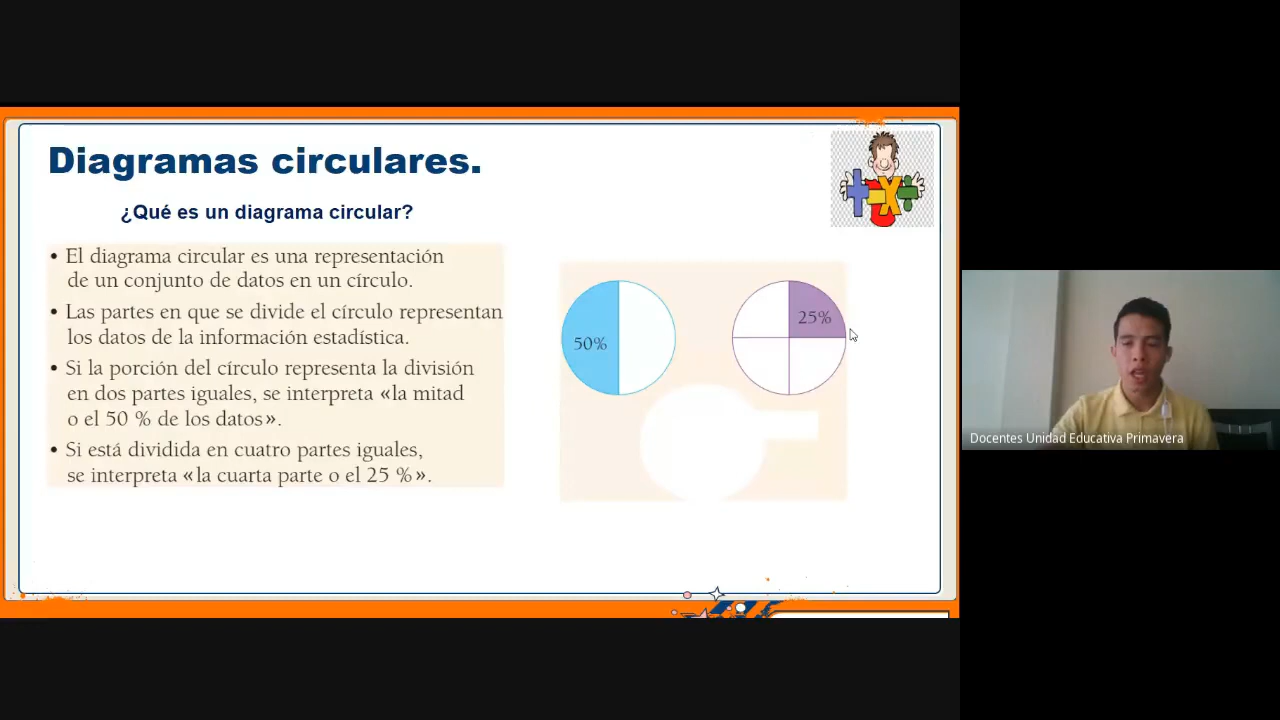 Diagramas circulares.
¿Qué es un diagrama circular?
• El diagrama circular es una representación
de un conjunto de datos en un círculo.
• Las partes en que se divide el círculo representan
los datos de la información estadística.
• Si la porción del círculo representa la división
en dos partes iguales, se interpreta «la mitad
o el 50 % de los datos».
• Si está dividida en cuatro partes iguales,
se interpreta «la cuarta parte o el 25 %».
50%
25%
Docentes Unidad Educativa Primavera